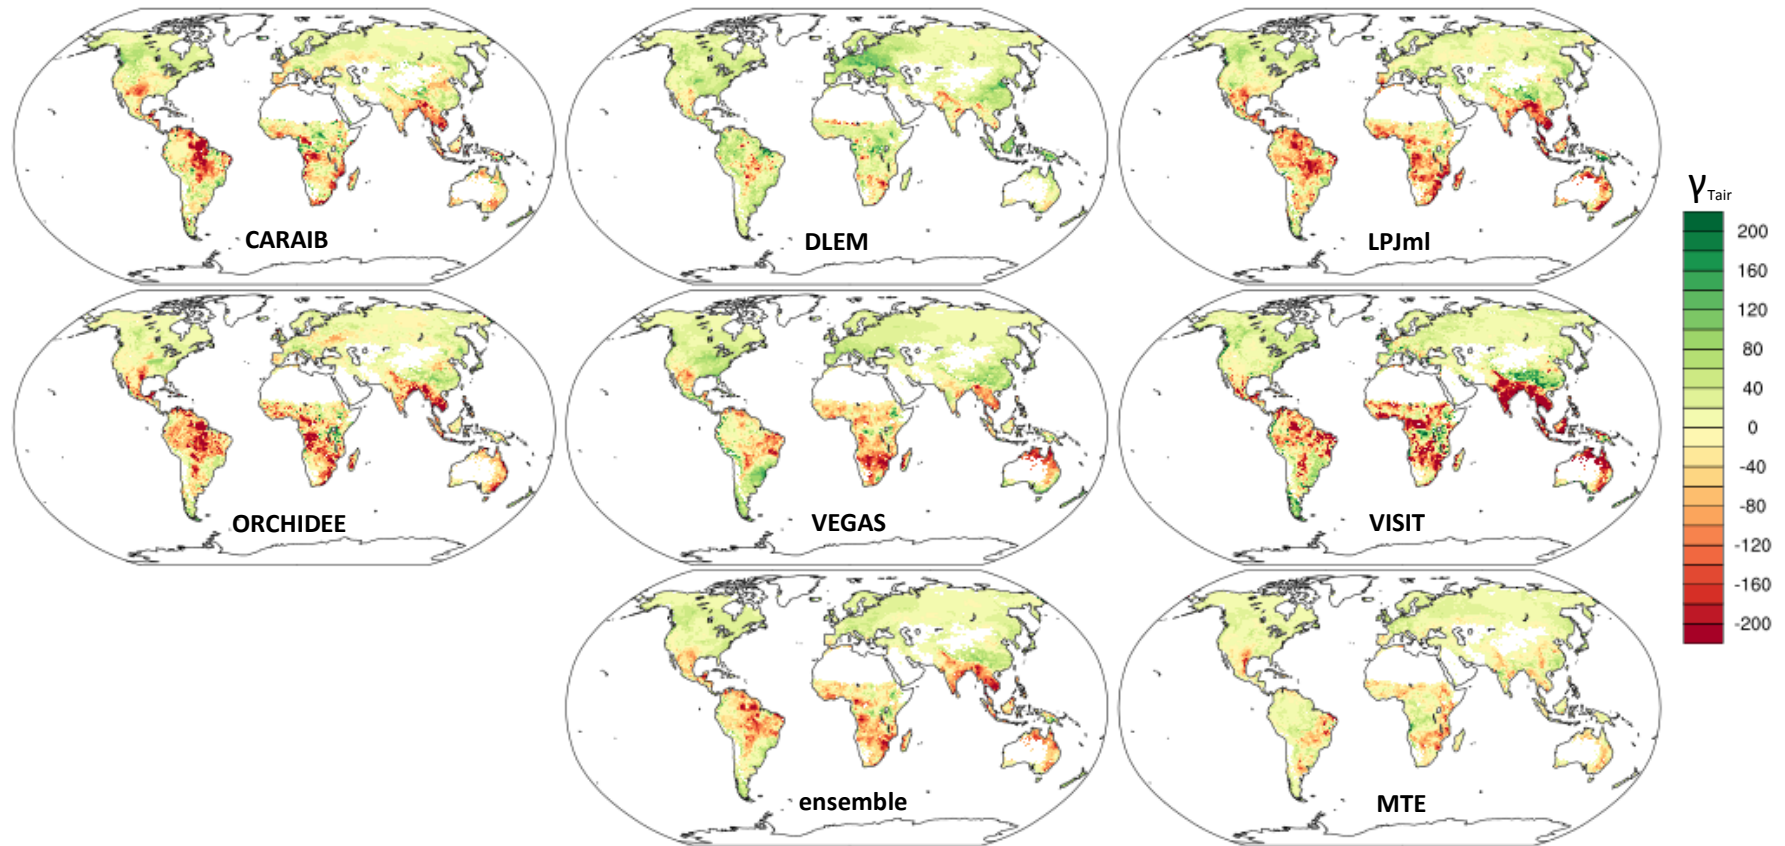 CARAIB
DLEM
LPJml
γTair
200
160
120
80
40
0
-40
-80
-120
-160
-200
ORCHIDEE
VEGAS
VISIT
ensemble
MTE